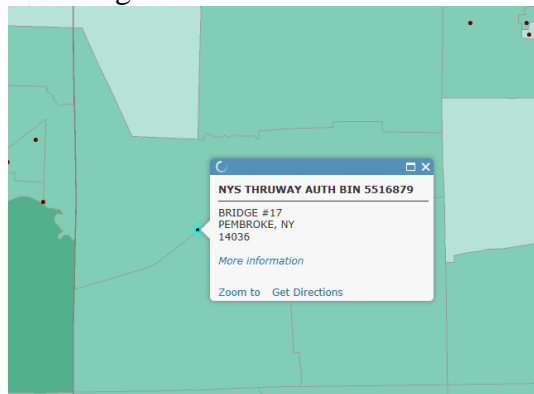 NYS THRUWAY AUTH BIN 5516879
BRIDGE #17
PEMBROKE, NY
14036
More information
Zoom to Get Directions